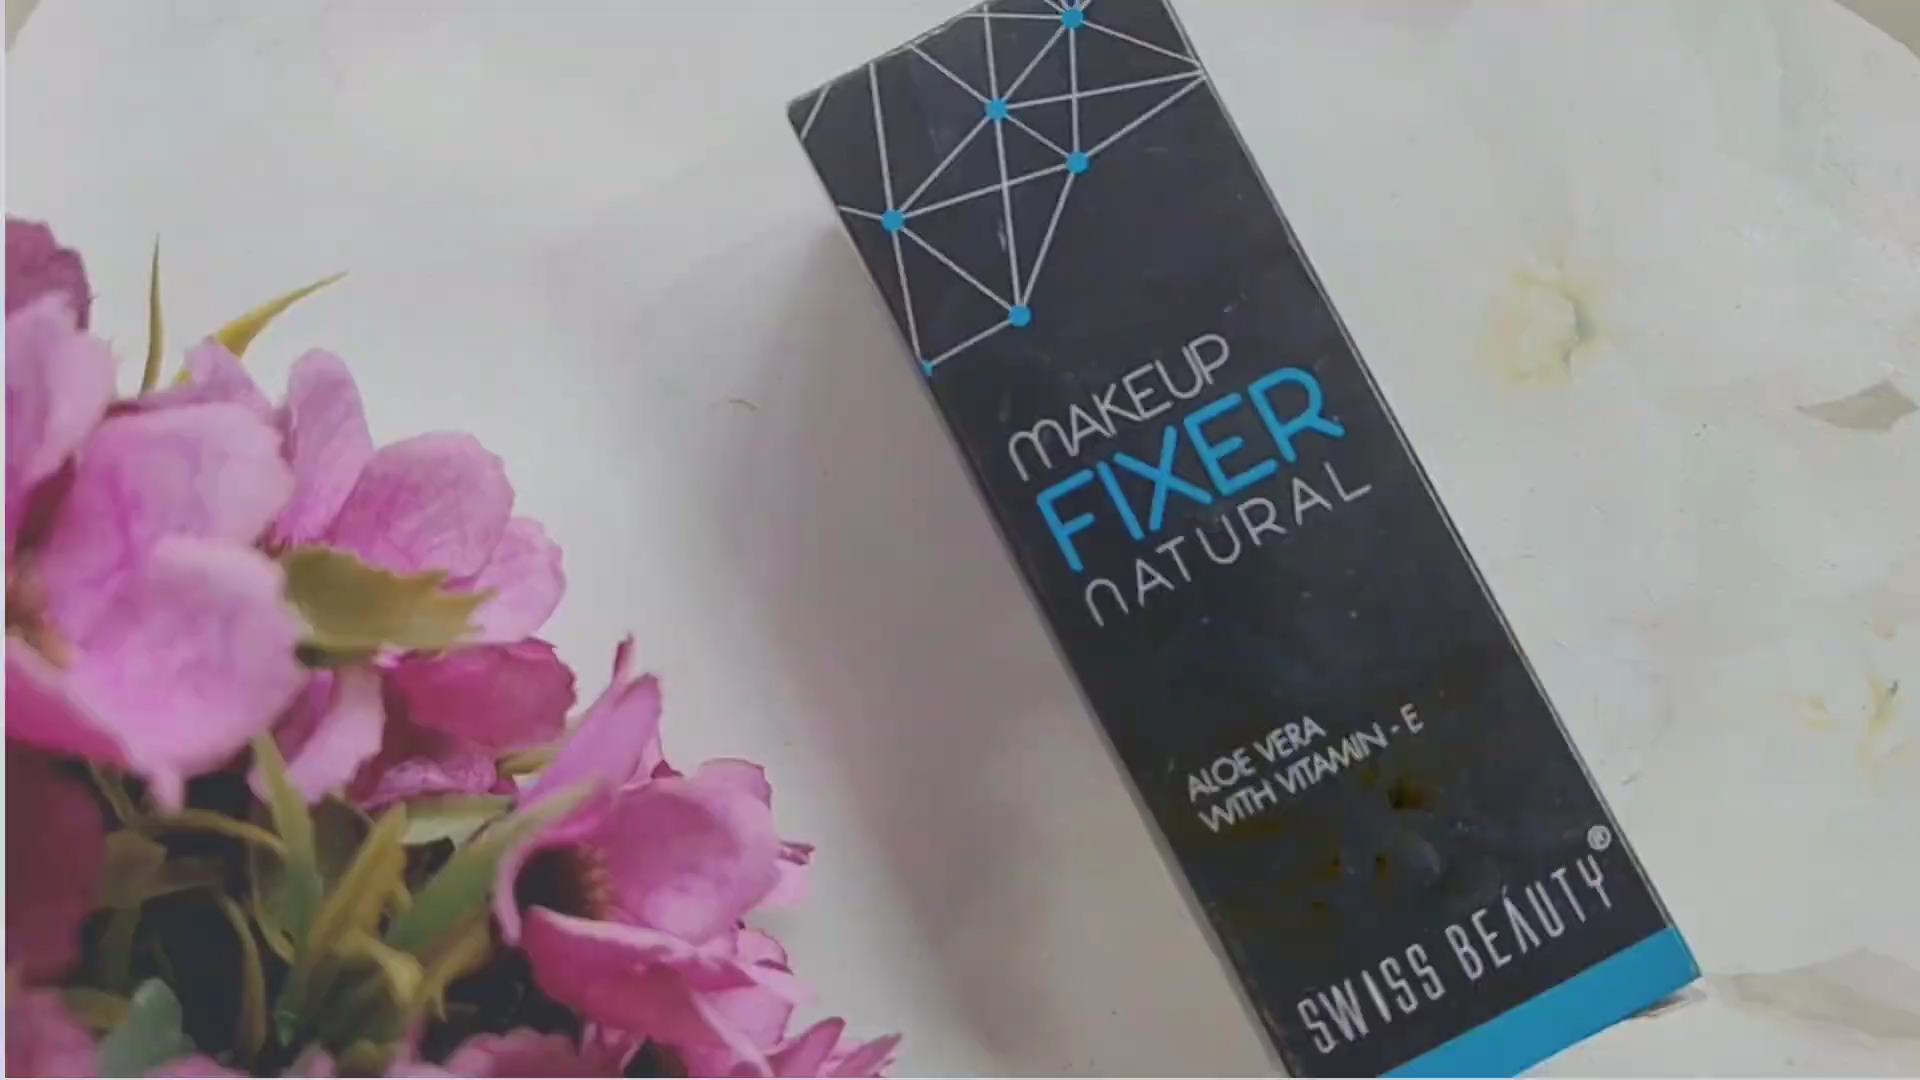 MAKEUP
FIXER
NATURAL
ALOE VERA
WITH VITAMIN - E
SWISS BEAUTY®